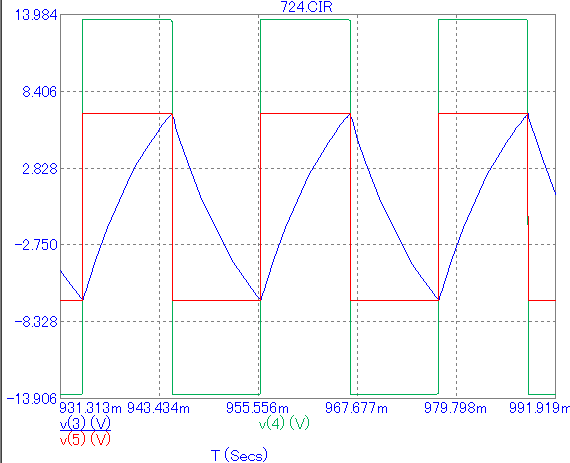 724.CIR
13.984
8.406
2.828
-2.750
-8.328
-13.906
931.313m 943.434m 955.556m 967.677m 979.798m 991.919m
v(3) (V) v(4) (V)
v(5) (V)
T (Secs)